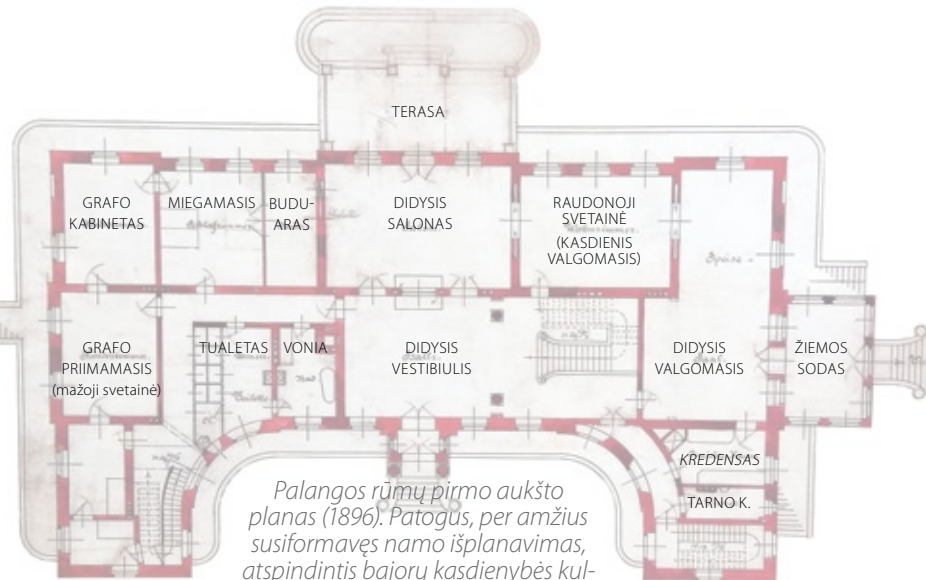 TERASA
GRAFO
KABINETAS
MIEGAMASIS
BUDU-
ARAS
DIDYSIS
SALONAS
RAUDONOJI
SVETAINĖ
(KASDIENIS
VALGOMASIS)
GRAFO
PRIIMAMASIS
(mažoji svetainė)
TUALETAS
VONIA
DIDYSIS
VESTIBIULIS
DIDYSIS
VALGOMASIS
ŽIEMOS
SODAS
KREDENSAS
TARNO K.
Palangos rūmų pirmo aukšto
planas (1896). Patogus, per amžius
susiformavęs namo išplanavimas,
atspindintis bajorų kasdienybės kul-